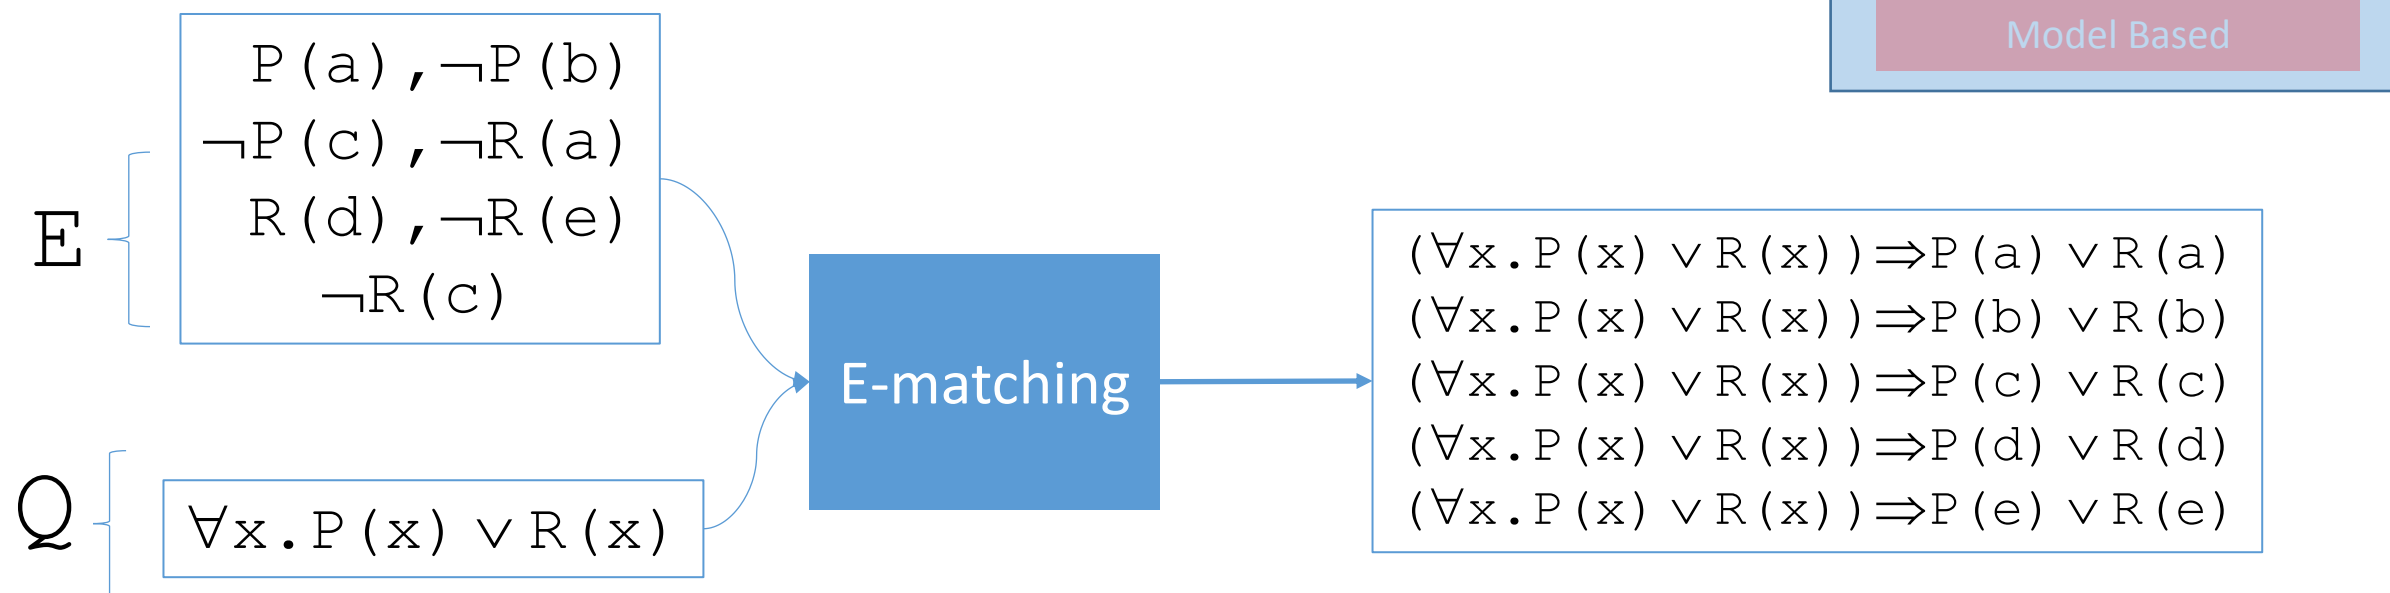 Model Based
P(a),¬P(b)
¬P(c),¬R(a)
R(d),¬R(e)
¬R(c)
E
E-matching
(∀x.P(x) ∨ R(x))⇒P(a) ∨ R(a)
(∀x.P(x) ∨ R(x))⇒P(b) ∨ R(b)
(∀x.P(x) ∨ R(x))⇒P(c) ∨ R(c)
(∀x.P(x) ∨ R(x))⇒P(d) ∨ R(d)
(∀x.P(x) ∨ R(x))⇒P(e) ∨ R(e)
Q
∀x.P(x) ∨ R(x)